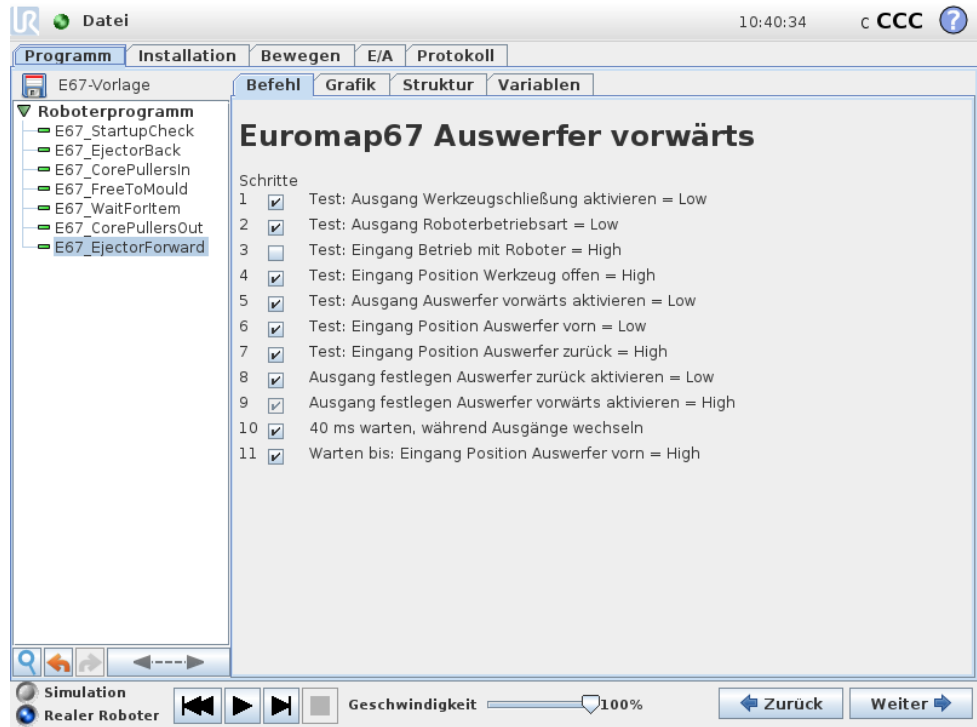 UR Datei 10:40:34 c CCC ?
Programm Installation Bewegen E/A Protokoll
E67-Vorlage
Befehl Grafik Struktur Variablen
Roboterprogramm
E67_StartupCheck
E67_EjectorBack
E67_CorePullersIn
E67_FreeToMould
E67_WaitForItem
E67_CorePullersOut
E67_EjectorForward
Euromap67 Auswerfer vorwärts
Schritte
1 Test: Ausgang Werkzeugschließung aktivieren = Low
2 Test: Ausgang Roboterbetriebsart = Low
3 Test: Eingang Betrieb mit Roboter = High
4 Test: Eingang Position Werkzeug offen = High
5 Test: Ausgang Auswerfer vorwärts aktivieren = Low
6 Test: Eingang Position Auswerfer vorn = Low
7 Test: Eingang Position Auswerfer zurück = High
8 Ausgang festlegen Auswerfer zurück aktivieren = Low
9 Ausgang festlegen Auswerfer vorwärts aktivieren = High
10 40 ms warten, während Ausgänge wechseln
11 Warten bis: Eingang Position Auswerfer vorn = High
Simulation
Realer Roboter
Geschwindigkeit 100%
Zurück Weiter